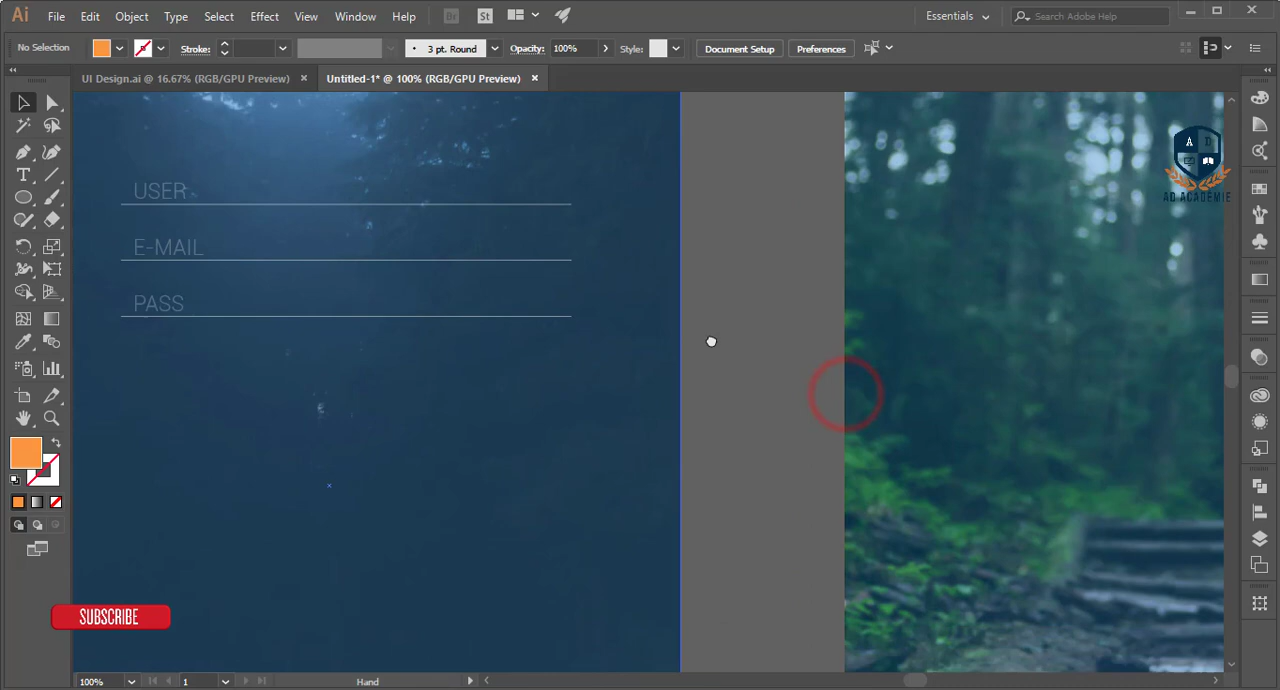 Ai File Edit Object Type Select Effect View Window Help Br St Essentials Search Adobe Help
No Selection Stroke: 3 pt. Round Opacity: 100% Style: Document Setup Preferences
UI Design.ai @ 16.67% (RGB/GPU Preview) × Untitled-1* @ 100% (RGB/GPU Preview) ×
A D
AD ACADEMIE
USER
E-MAIL
PASS
SUBSCRIBE
100% 1 Hand